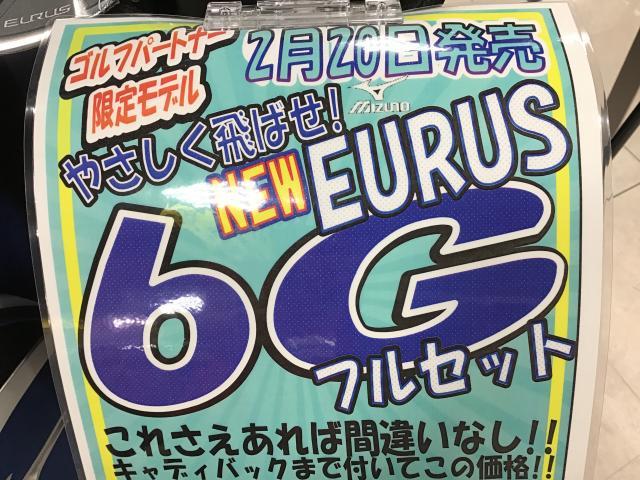 EURUS
ゴルフパートナー
限定モデル
2月20日発売
MIZUNO
やさしく飛ばせ!
NEW EURUS
6G
フルセット
これさえあれば間違いなし!!
キャディバックまで付いてこの価格!!